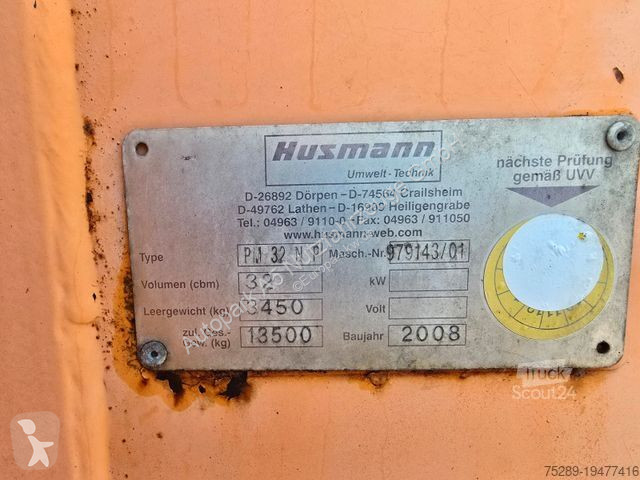 Husmann
Umwelt-Technik
D-26892 Dörpen – D-74564 Crailsheim
D-49762 Lathen – D-16909 Heiligengrabe
Tel.: 04963 / 9110-0 · Fax: 04963 / 911050
www.husmann-web.com
nächste Prüfung
gemäß UVV
Type PM 32 N P Masch.-Nr. 979143/01
Volumen (cbm) 32 kW
Leergewicht (kg) 3450 Volt
zul. Ges.
Gew. (kg) 13500 Baujahr 2008
Truck
Scout24
75289-19477416